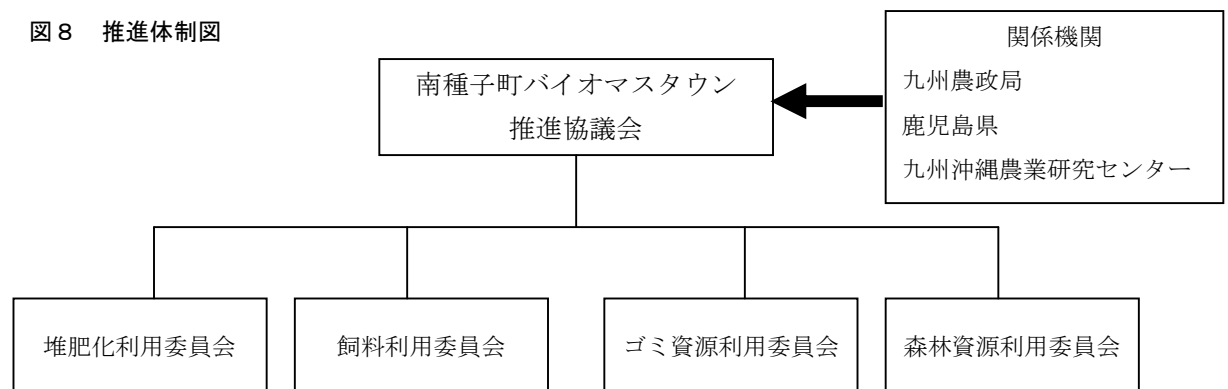 図８　推進体制図
関係機関
九州農政局
鹿児島県
九州沖縄農業研究センター
南種子町バイオマスタウン
推進協議会
堆肥化利用委員会
飼料利用委員会
ゴミ資源利用委員会
森林資源利用委員会